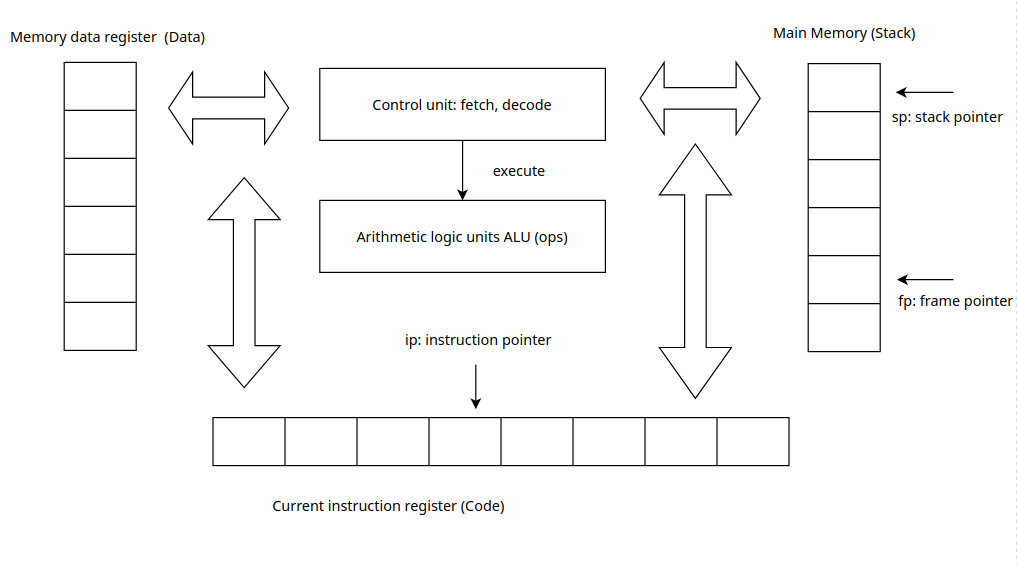 Memory data register  (Data)
Main Memory (Stack)
Control unit: fetch, decode
sp: stack pointer
execute
Arithmetic logic units ALU (ops)
fp: frame pointer
ip: instruction pointer
Current instruction register (Code)